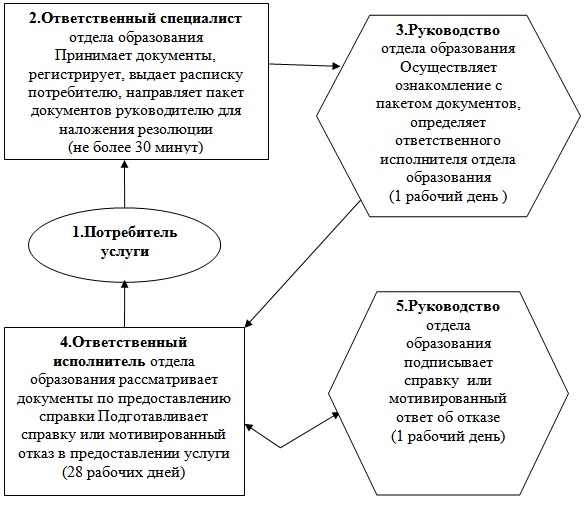 2.Ответственный специалист
отдела образования
Принимает документы,
регистрирует, выдает расписку
потребителю, направляет пакет
документов руководителю для
наложения резолюции
(не более 30 минут)
3.Руководство
отдела образования
Осуществляет
ознакомление с
пакетом документов,
определяет
ответственного
исполнителя отдела
образования
(1 рабочий день )
1.Потребитель
услуги
4.Ответственный
исполнитель отдела
образования рассматривает
документы по предоставлению
справки Подготавливает
справку или мотивированный
отказ в предоставлении услуги
(28 рабочих дней)
5.Руководство
отдела
образования
подписывает
справку или
мотивированный
ответ об отказе
(1 рабочий день)